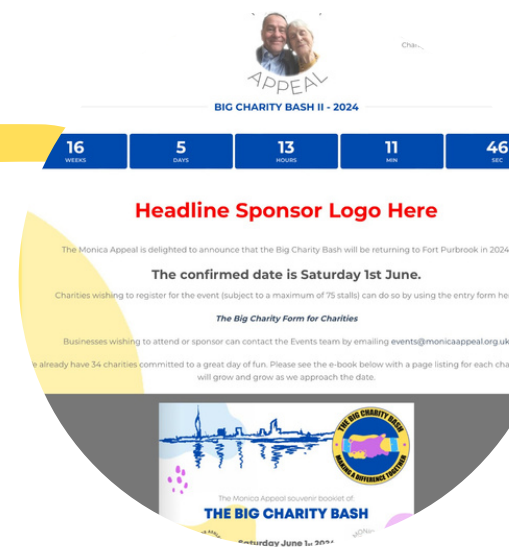 APPEAL
BIG CHARITY BASH II - 2024
16 5 13 11 46
WEEKS DAYS HOURS MIN SEC
Headline Sponsor Logo Here
The Monica Appeal is delighted to announce that the Big Charity Bash will be returning to Fort Purbrook in 2024
The confirmed date is Saturday 1st June.
Charities wishing to register for the event (subject to a maximum of 75 stalls) can do so by using the entry form
The Big Charity Form for Charities
Businesses wishing to attend or sponsor can contact the Events team by emailing events@monicaappeal.org.uk
already have 34 charities committed to a great day of fun. Please see the e-book below with a page listing for each
will grow and grow as we approach the date.
THE BIG CHARITY BASH
MAKING A DIFFERENCE TOGETHER
The Monica Appeal souvenir booklet of:
THE BIG CHARITY BASH
Saturday June 1st 2024